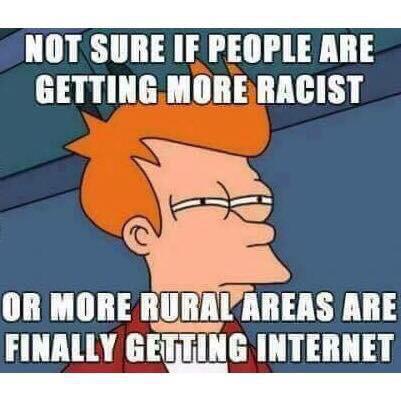 NOT SURE IF PEOPLE ARE
GETTING MORE RACIST
OR MORE RURAL AREAS ARE
FINALLY GETTING INTERNET